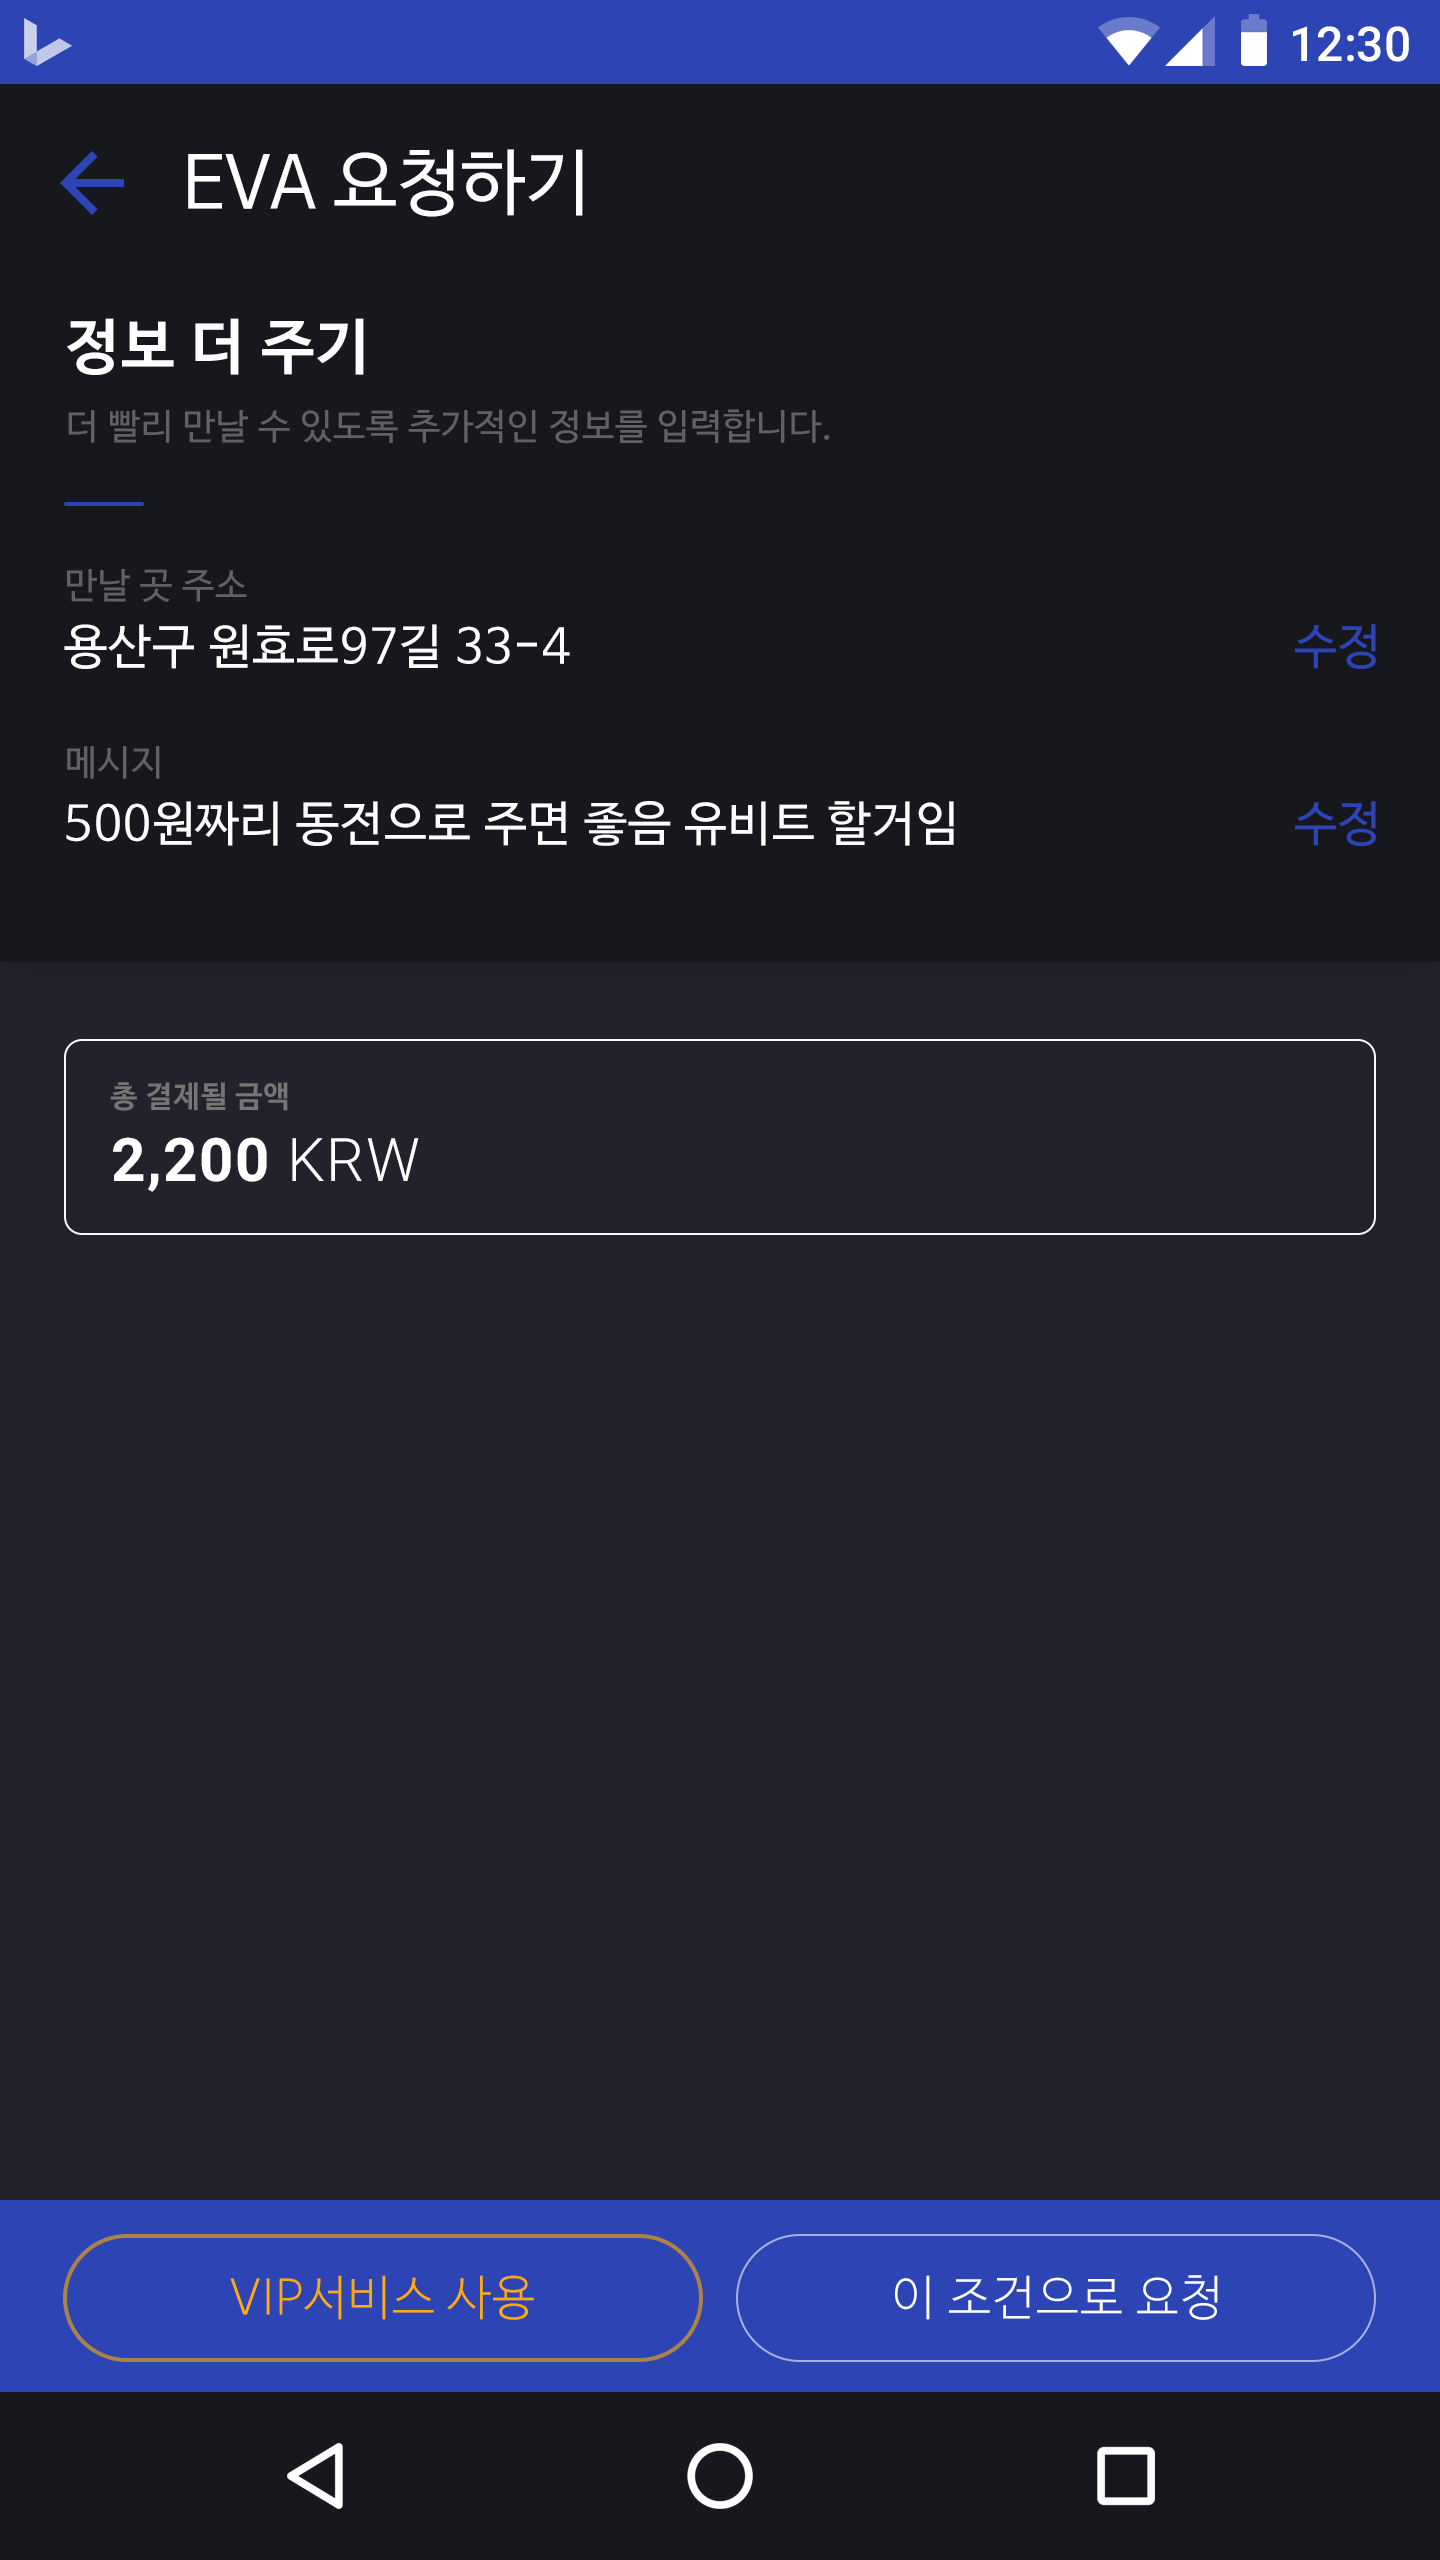 12:30
EVA 요청하기
정보 더 주기
더 빨리 만날 수 있도록 추가적인 정보를 입력합니다.
만날 곳 주소
용산구 원효로97길 33-4
수정
메시지
500원짜리 동전으로 주면 좋음 유비트 할거임
수정
총 결제될 금액
2,200 KRW
VIP서비스 사용
이 조건으로 요청